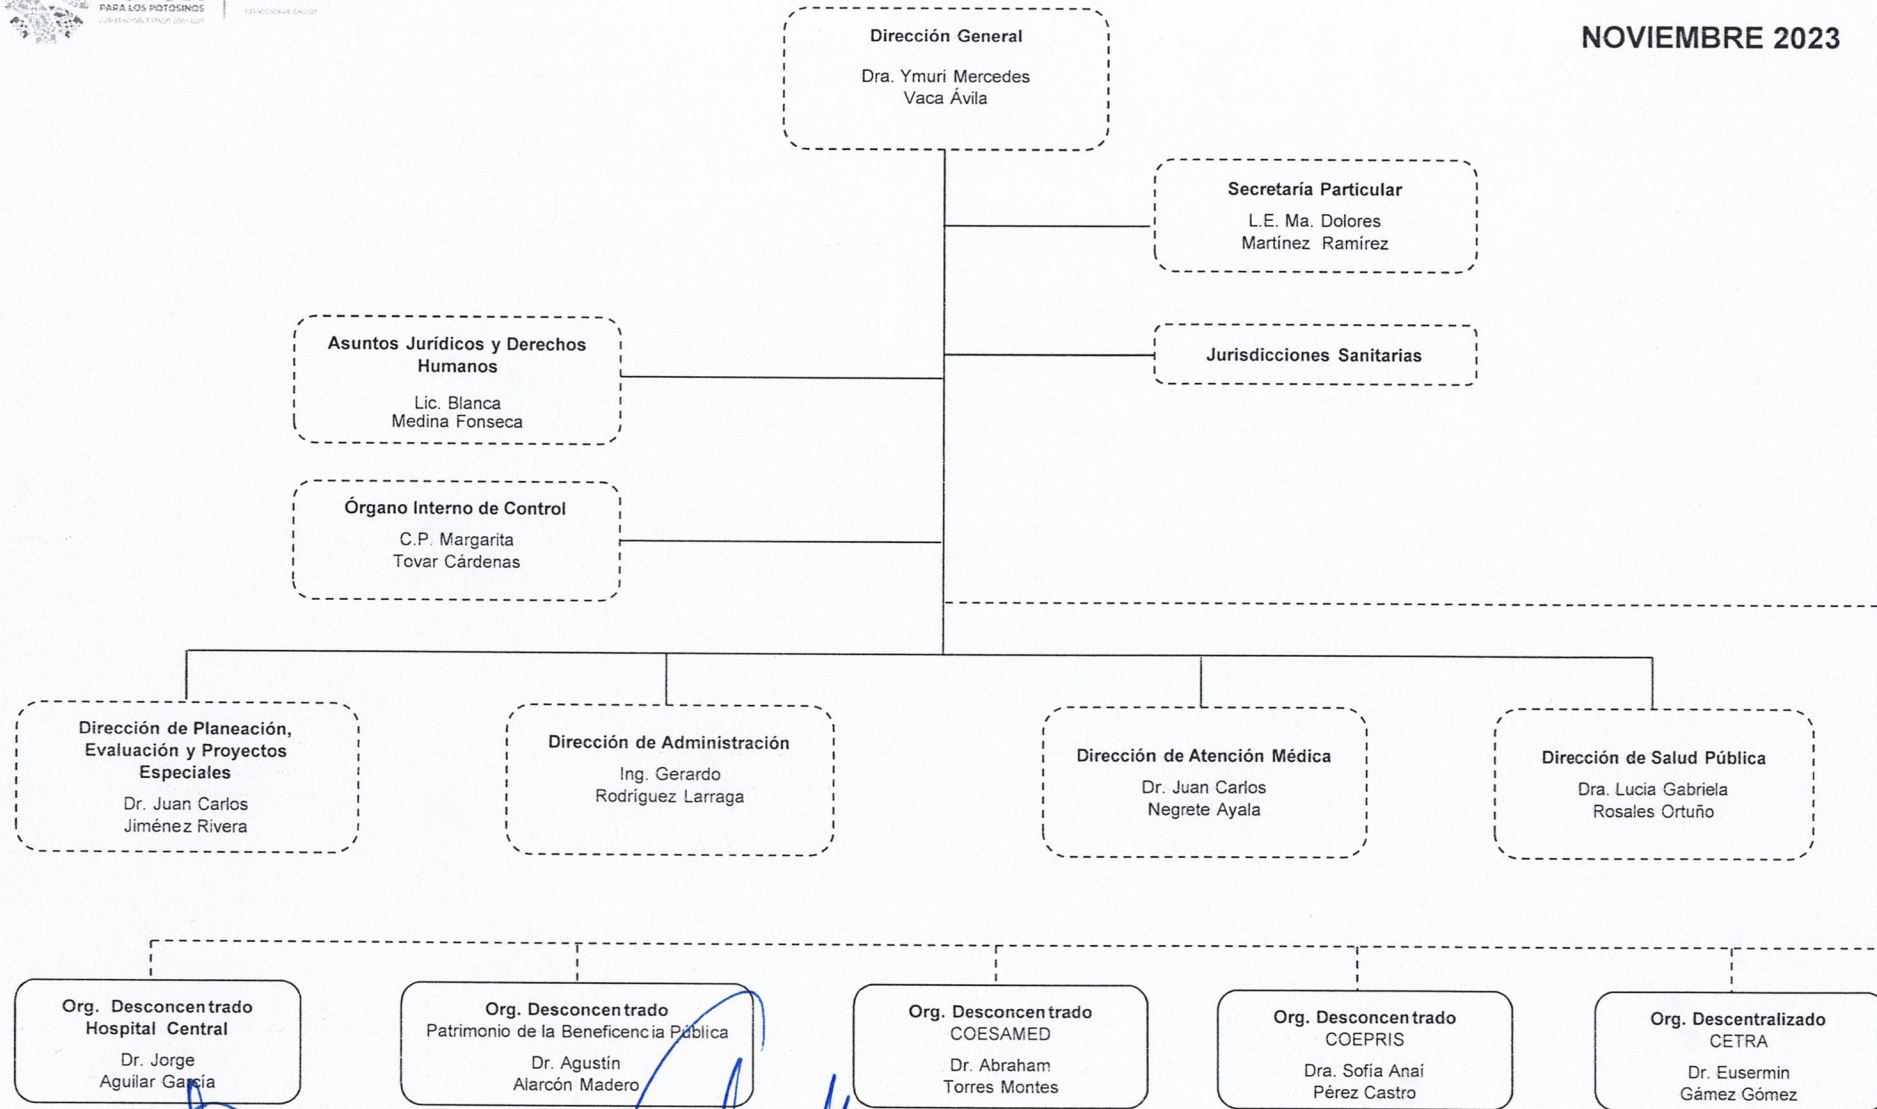 PARA LOS POTOSINOS
NOVIEMBRE 2023
Dirección General
Dra. Ymuri Mercedes
Vaca Ávila
Secretaría Particular
L.E. Ma. Dolores
Martínez Ramírez
Asuntos Jurídicos y Derechos
Humanos
Lic. Blanca
Medina Fonseca
Jurisdicciones Sanitarias
Órgano Interno de Control
C.P. Margarita
Tovar Cárdenas
Dirección de Planeación,
Evaluación y Proyectos
Especiales
Dr. Juan Carlos
Jiménez Rivera
Dirección de Administración
Ing. Gerardo
Rodríguez Larraga
Dirección de Atención Médica
Dr. Juan Carlos
Negrete Ayala
Dirección de Salud Pública
Dra. Lucia Gabriela
Rosales Ortuño
Org. Desconcentrado
Hospital Central
Dr. Jorge
Aguilar García
Org. Desconcentrado
Patrimonio de la Beneficencia Pública
Dr. Agustín
Alarcón Madero
Org. Desconcentrado
COESAMED
Dr. Abraham
Torres Montes
Org. Desconcentrado
COEPRIS
Dra. Sofía Anaí
Pérez Castro
Org. Descentralizado
CETRA
Dr. Eusermin
Gámez Gómez